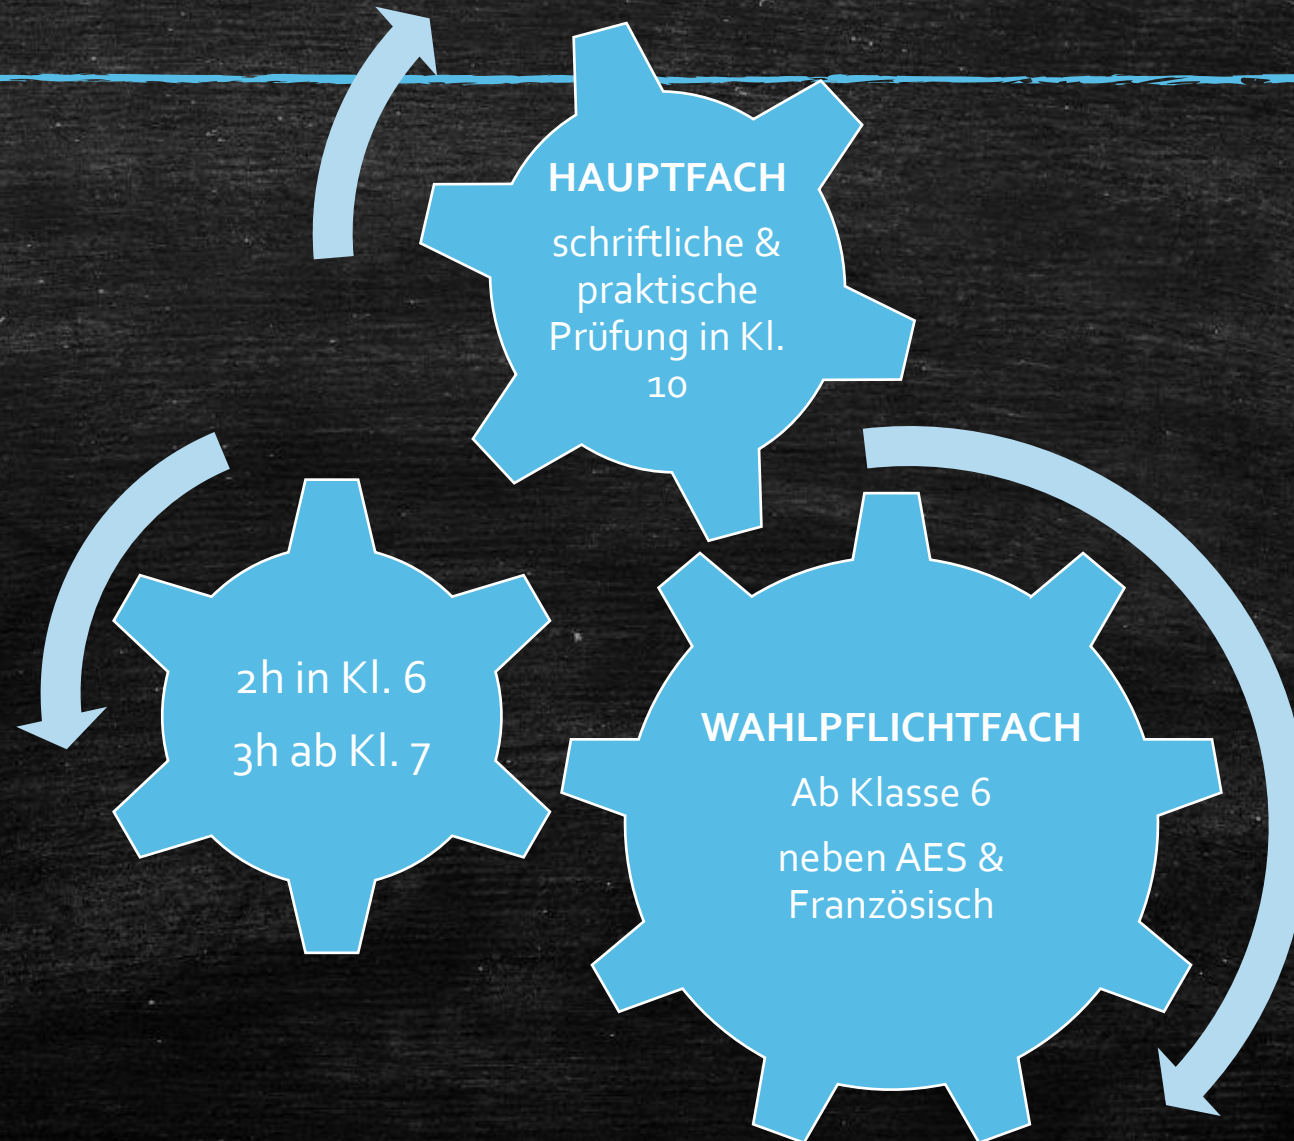 HAUPTFACH
schriftliche &
praktische
Prüfung in Kl.
10
2h in Kl. 6
3h ab Kl. 7
WAHLPFLICHTFACH
Ab Klasse 6
neben AES &
Französisch